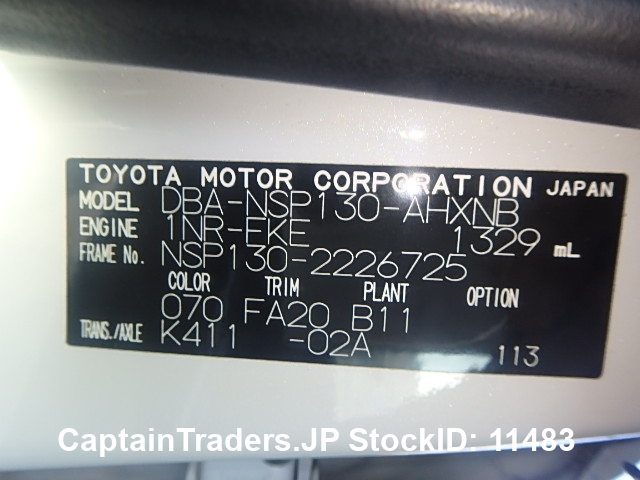 TOYOTA MOTOR CORPORATION JAPAN
MODEL DBA-NSP130-AHXNB
ENGINE 1NR-FKE 1329 mL
FRAME No. NSP130-2226725
COLOR TRIM PLANT OPTION
070 FA20 B11
TRANS./AXLE K411 -02A 113
CaptainTraders.JP StockID: 11483